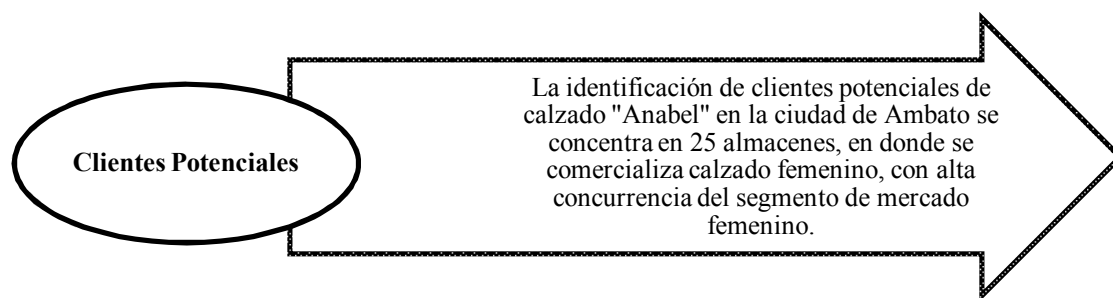 Clientes Potenciales
La identificación de clientes potenciales de
calzado "Anabel" en la ciudad de Ambato se
concentra en 25 almacenes, en donde se
comercializa calzado femenino, con alta
concurrencia del segmento de mercado
femenino.